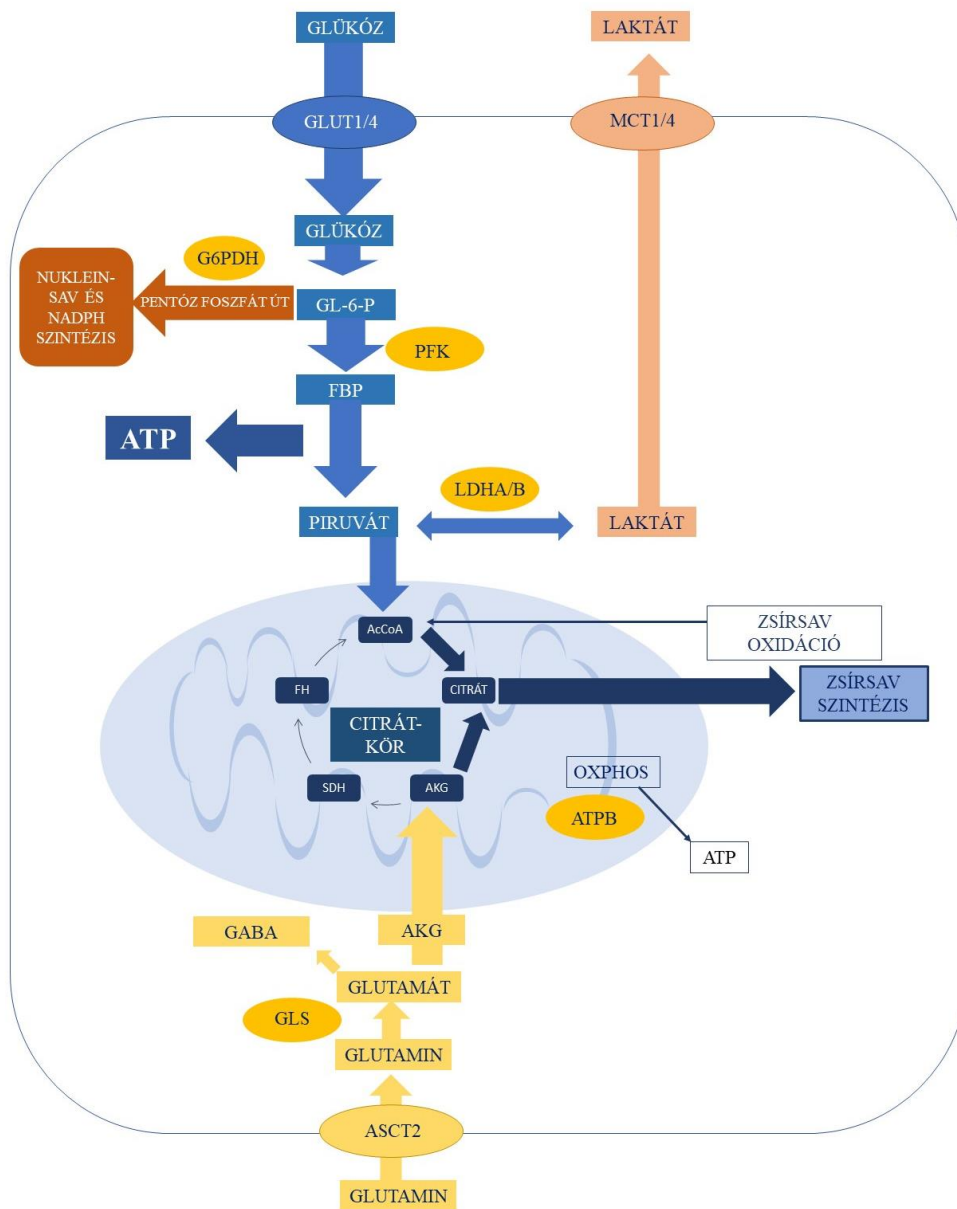 GLÜKÓZ
LAKTÁT
GLUT1/4
MCT1/4
GLÜKÓZ
G6PDH
NUKLEIN-
SAV ÉS
NADPH
SZINTÉZIS
PENTÓZ FOSZFÁT ÚT
GL-6-P
PFK
FBP
ATP
LDHA/B
PIRUVÁT
LAKTÁT
AcCoA
ZSÍRSAV
OXIDÁCIÓ
FH
CITRÁT
ZSÍRSAV
SZINTÉZIS
CITRÁT-
KÖR
SDH
AKG
OXPHOS
ATPB
ATP
GABA
AKG
GLUTAMÁT
GLS
GLUTAMIN
ASCT2
GLUTAMIN